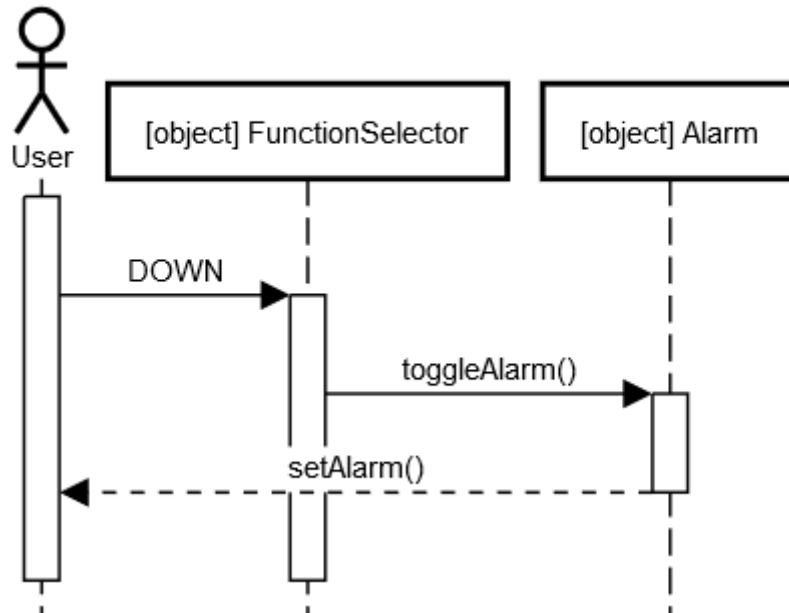 User
[object] FunctionSelector
[object] Alarm
DOWN
toggleAlarm()
setAlarm()